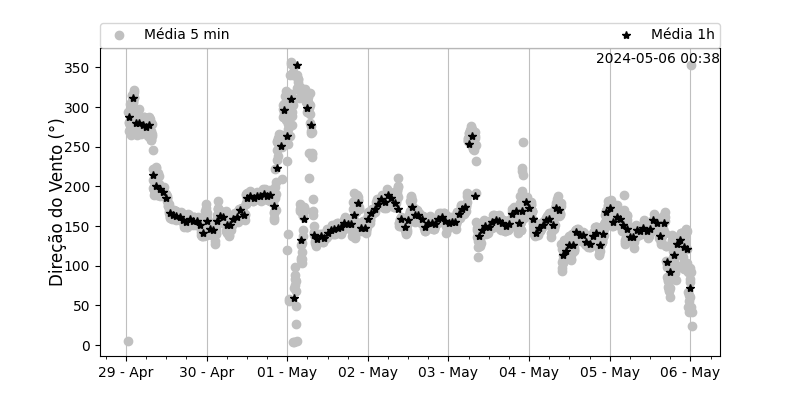 Média 5 min
Média 1h
2024-05-06 00:38
Direção do Vento (°)
350
300
250
200
150
100
50
0
29 - Apr
30 - Apr
01 - May
02 - May
03 - May
04 - May
05 - May
06 - May